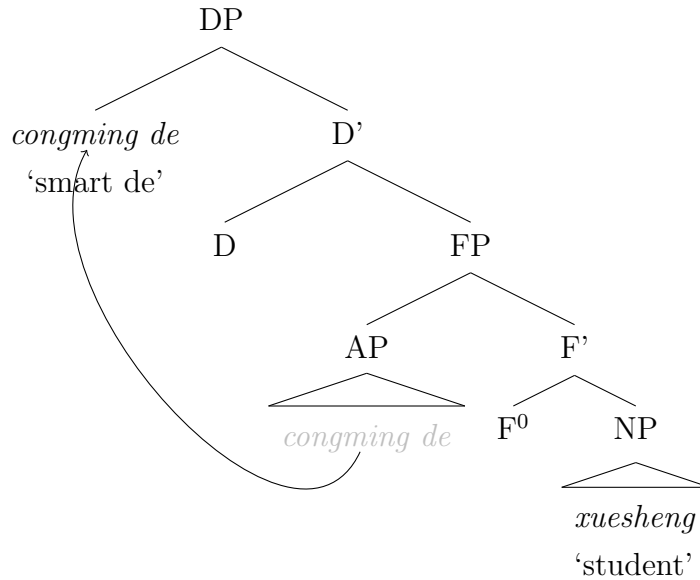 DP
congming de
‘smart de’
D’
D
FP
AP
F’
congming de
F⁰
NP
xuesheng
‘student’